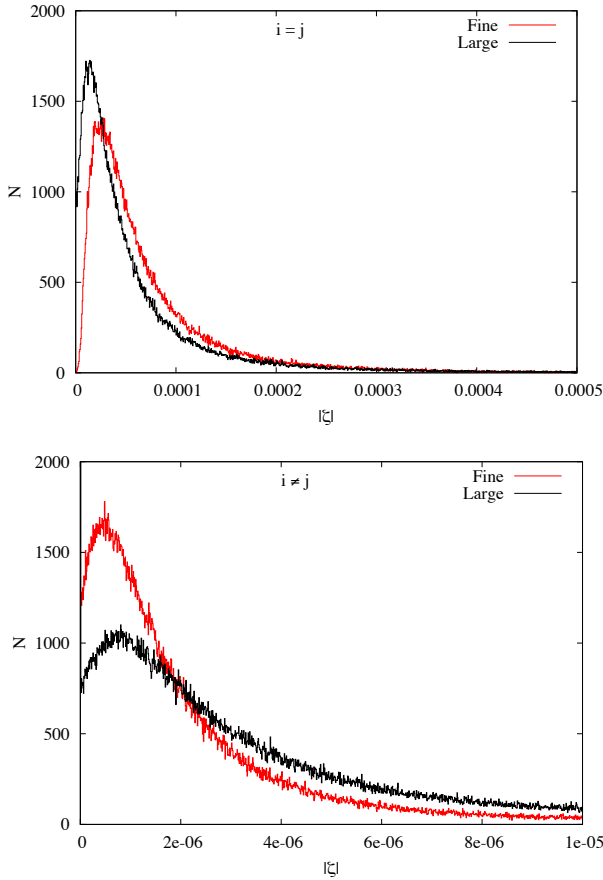 2000
i = j
Fine
Large
1500
N
1000
500
0
0
0.0001
0.0002
0.0003
0.0004
0.0005
|ζ|
2000
i ≠ j
Fine
Large
1500
N
1000
500
0
0
2e-06
4e-06
6e-06
8e-06
1e-05
|ζ|